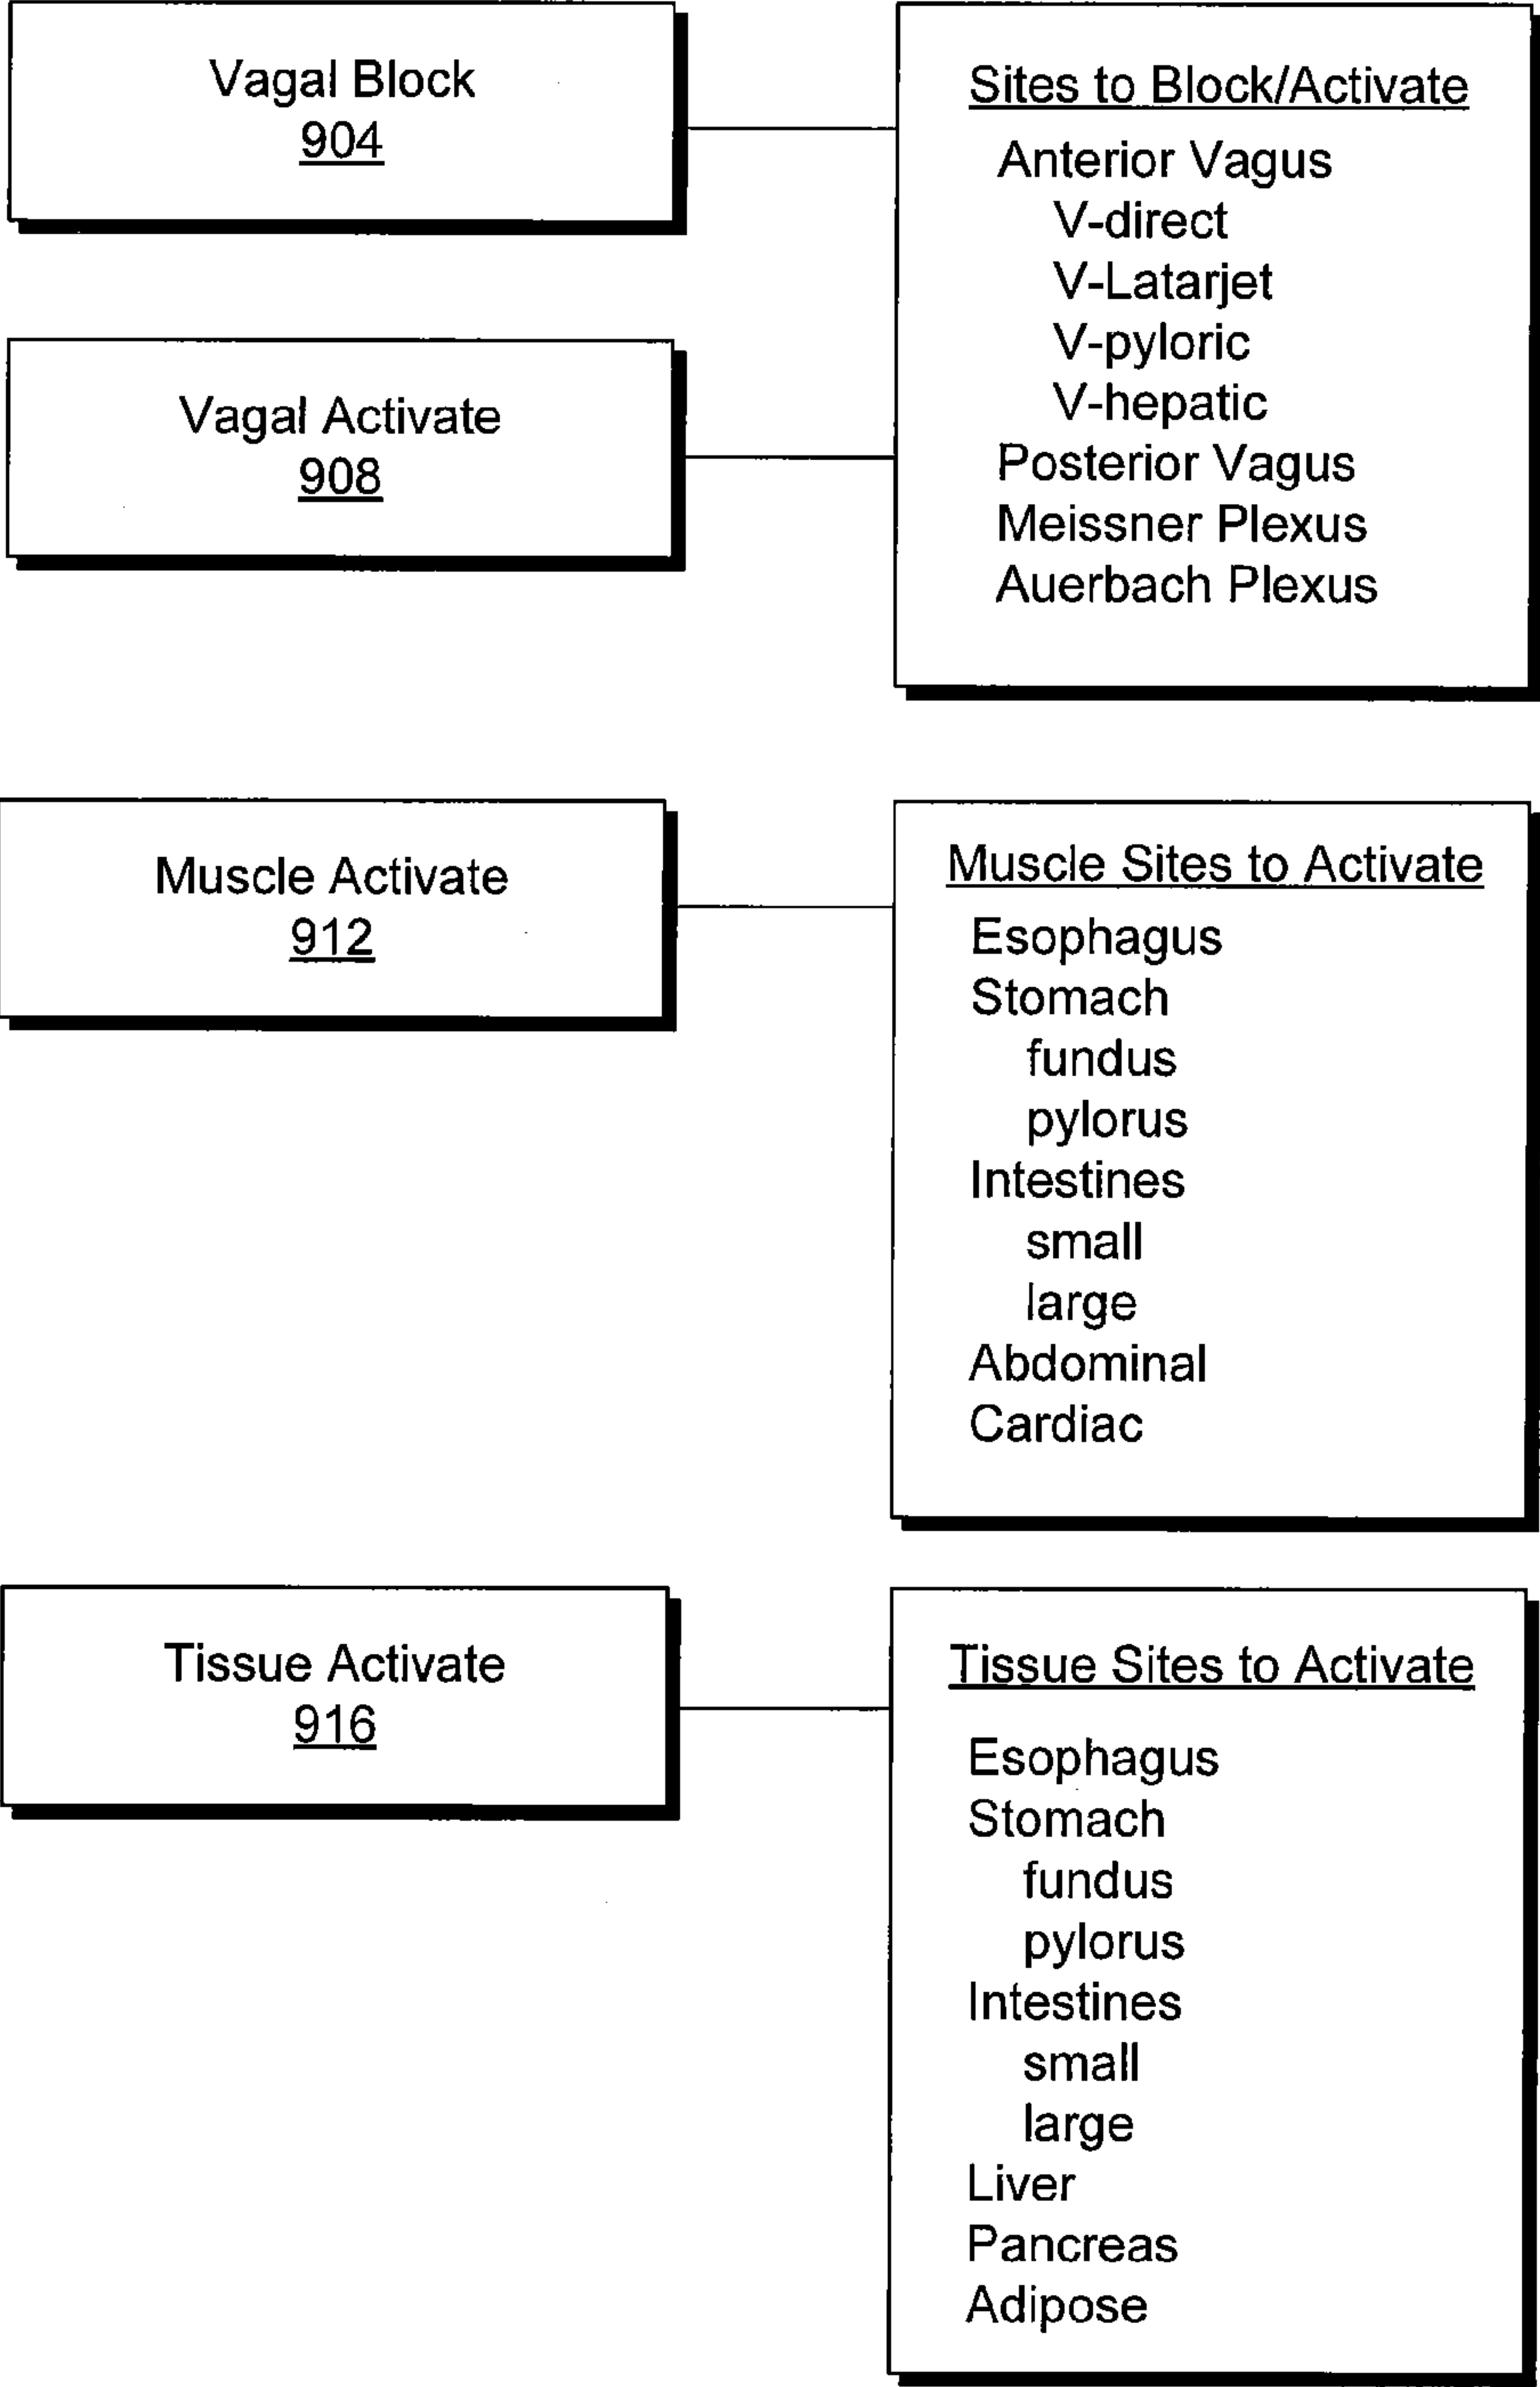 Vagal Block
904
Vagal Activate
908
Sites to Block/Activate
Anterior Vagus
V-direct
V-Latarjet
V-pyloric
V-hepatic
Posterior Vagus
Meissner Plexus
Auerbach Plexus
Muscle Activate
912
Muscle Sites to Activate
Esophagus
Stomach
fundus
pylorus
Intestines
small
large
Abdominal
Cardiac
Tissue Activate
916
Tissue Sites to Activate
Esophagus
Stomach
fundus
pylorus
Intestines
small
large
Liver
Pancreas
Adipose